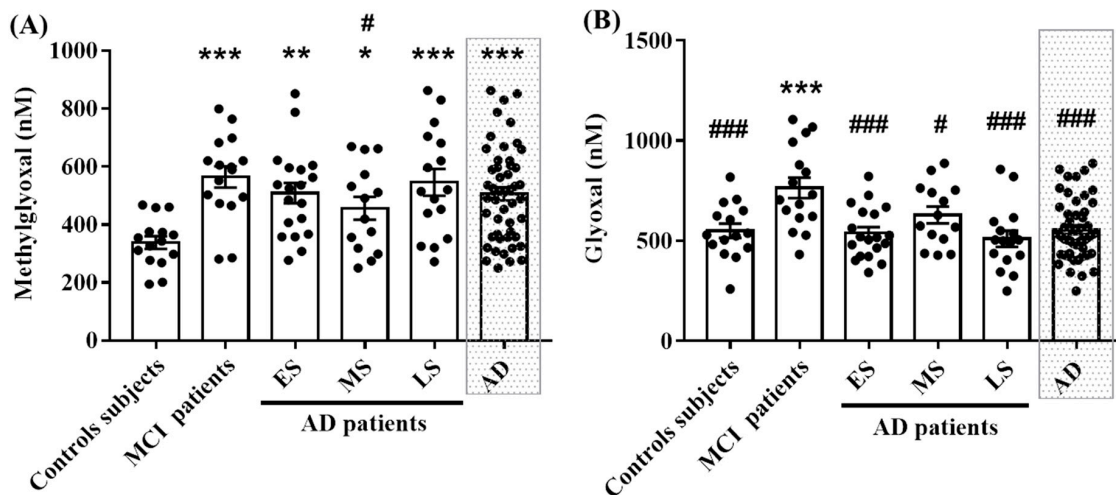 (A)
Methylglyoxal (nM)
1000
800
600
400
200
0
***
**
#
*
***
***
Controls subjects
MCI patients
ES
MS
LS
AD
AD patients
(B)
Glyoxal (nM)
1500
1000
500
0
###
***
###
#
###
###
Controls subjects
MCI patients
ES
MS
LS
AD
AD patients